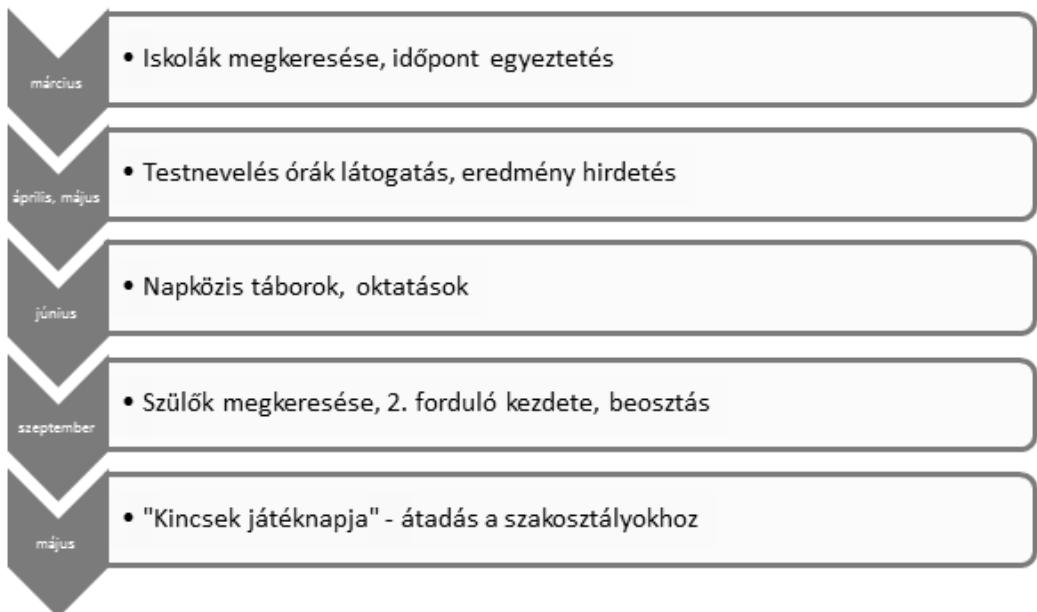 március
• Iskolák megkeresése, időpont egyeztetés
április, május
• Testnevelés órák látogatás, eredmény hirdetés
június
• Napközis táborok, oktatások
szeptember
• Szülők megkeresése, 2. forduló kezdete, beosztás
május
• "Kincsek játéknapja" - átadás a szakosztályokhoz